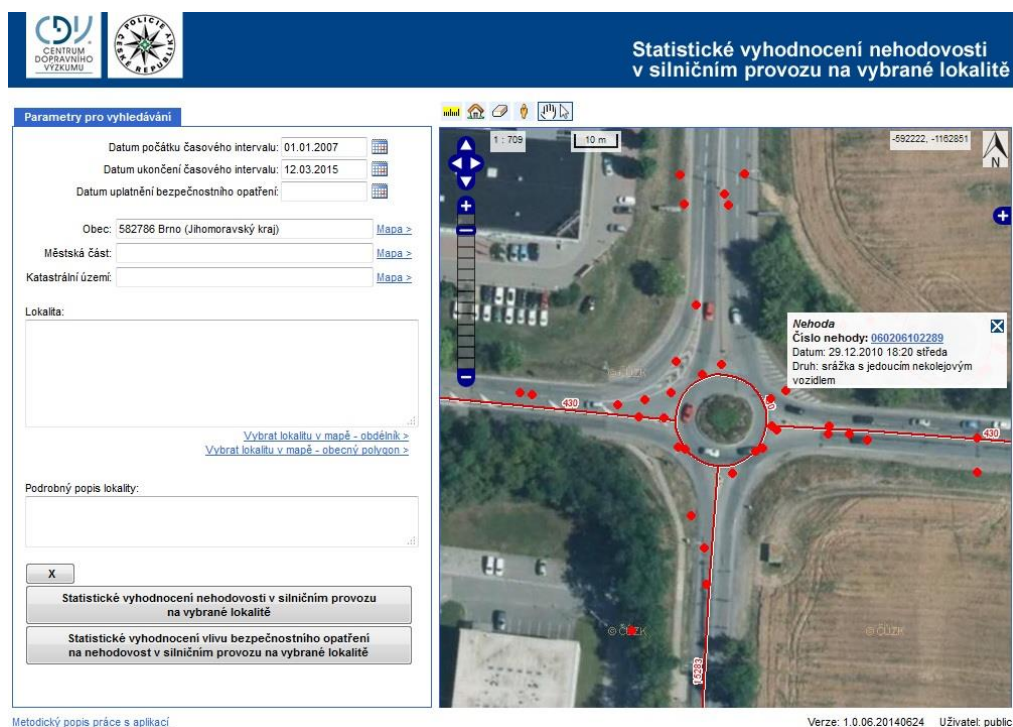 CDV
CENTRUM
DOPRAVNÍHO
VÝZKUMU
POLICIE
ČESKÉ REPUBLIKY
Statistické vyhodnocení nehodovosti
v silničním provozu na vybrané lokalitě
Parametry pro vyhledávání
Datum počátku časového intervalu: 01.01.2007
Datum ukončení časového intervalu: 12.03.2015
Datum uplatnění bezpečnostního opatření:
Obec: 582786 Brno (Jihomoravský kraj) Mapa >
Městská část: Mapa >
Katastrální území: Mapa >
Lokalita:
Vybrat lokalitu v mapě - obdélník >
Vybrat lokalitu v mapě - obecný polygon >
Podrobný popis lokality:
X
Statistické vyhodnocení nehodovosti v silničním provozu
na vybrané lokalitě
Statistické vyhodnocení vlivu bezpečnostního opatření
na nehodovost v silničním provozu na vybrané lokalitě
1 : 709
10 m
-592222, -1162851
N
Nehoda
Číslo nehody: 060206102289
Datum: 29.12.2010 18:20 středa
Druh: srážka s jedoucím nekolejovým
vozidlem
© ČÚZK
430
430
430
© ČÚZK
© ČÚZK
15283
Metodický popis práce s aplikací
Verze: 1.0.06.20140624 Uživatel: public